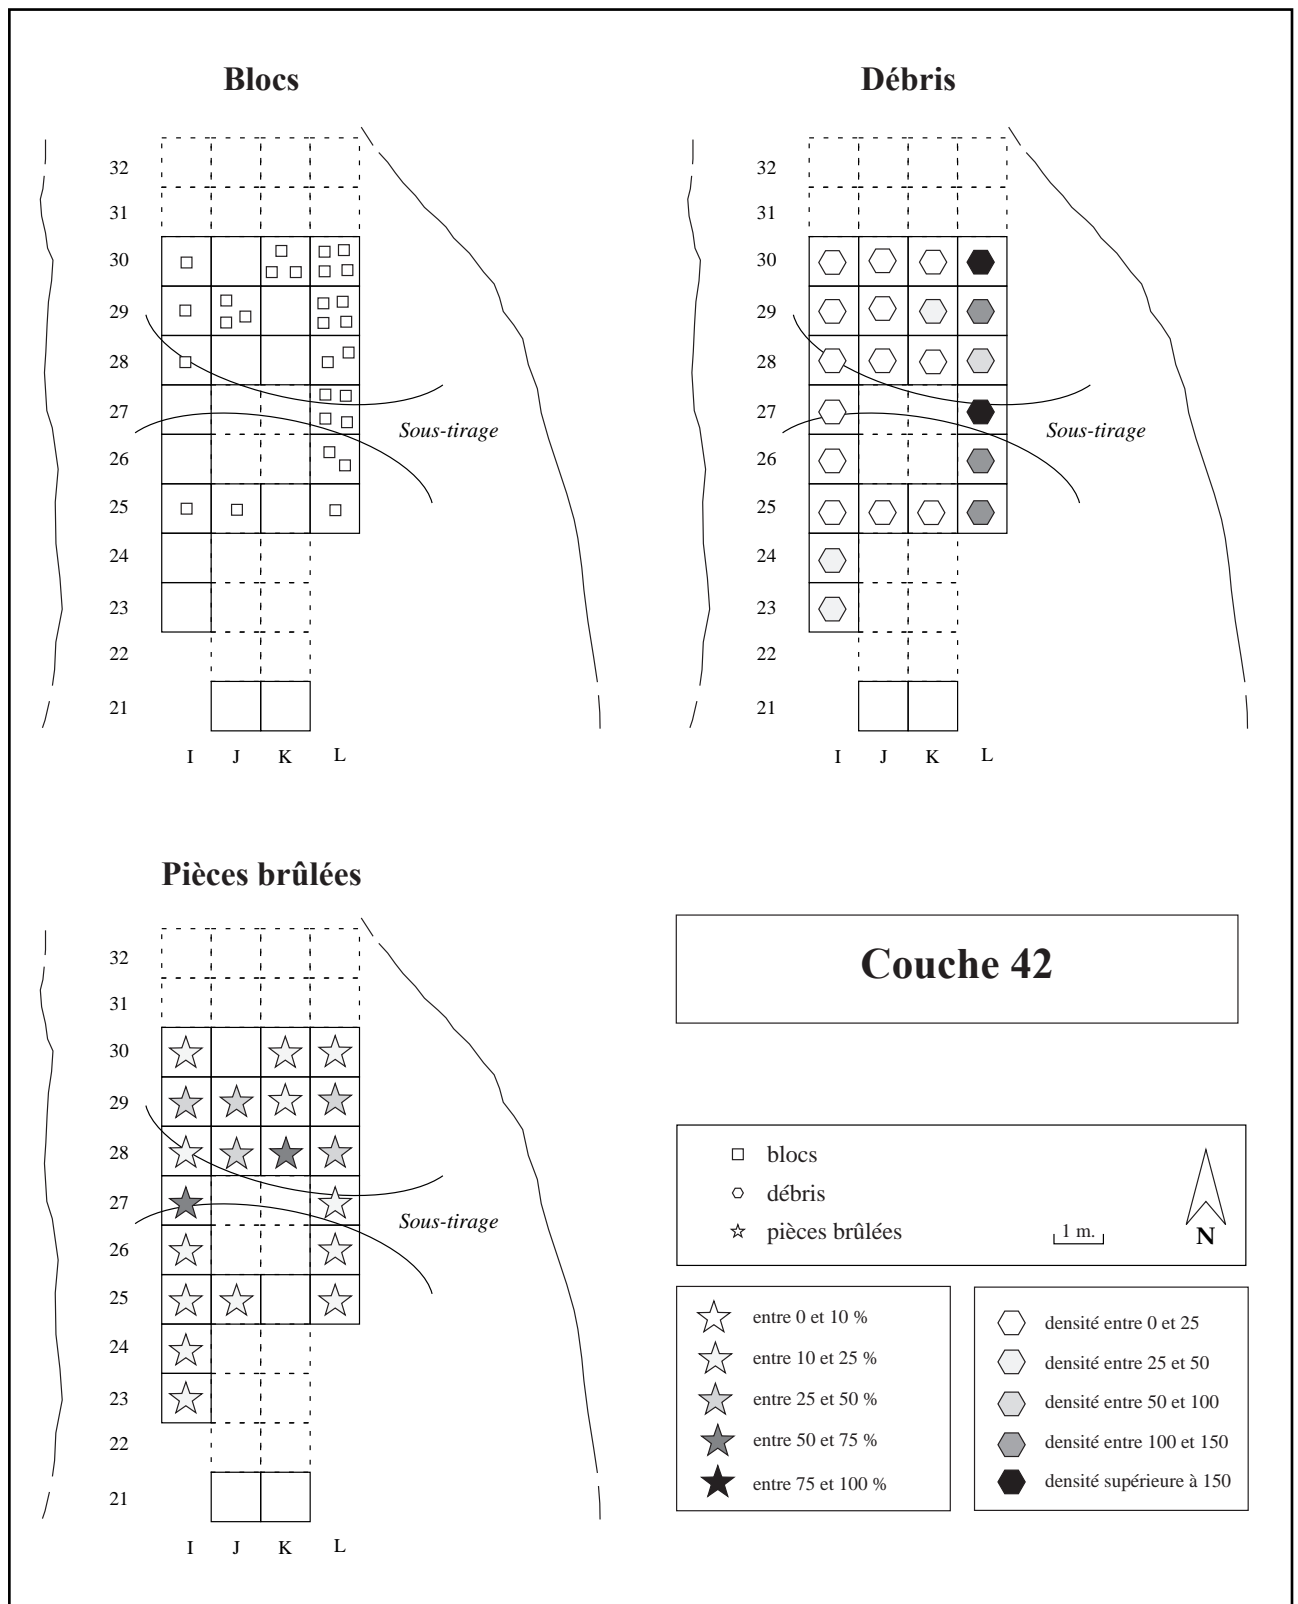 Blocs
32
31
30
29
28
27
26
25
24
23
22
21
Sous-tirage
I J K L
Débris
32
31
30
29
28
27
26
25
24
23
22
21
Sous-tirage
I J K L
Pièces brûlées
32
31
30
29
28
27
26
25
24
23
22
21
Sous-tirage
I J K L
Couche 42
blocs
débris
pièces brûlées
1 m.
N
entre 0 et 10 %
entre 10 et 25 %
entre 25 et 50 %
entre 50 et 75 %
entre 75 et 100 %
densité entre 0 et 25
densité entre 25 et 50
densité entre 50 et 100
densité entre 100 et 150
densité supérieure à 150